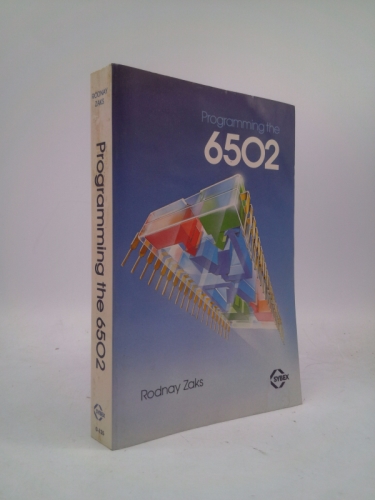 Programming the
6502
Rodnay Zaks
SYBEX
RODNAY
ZAKS
Programming the 6502